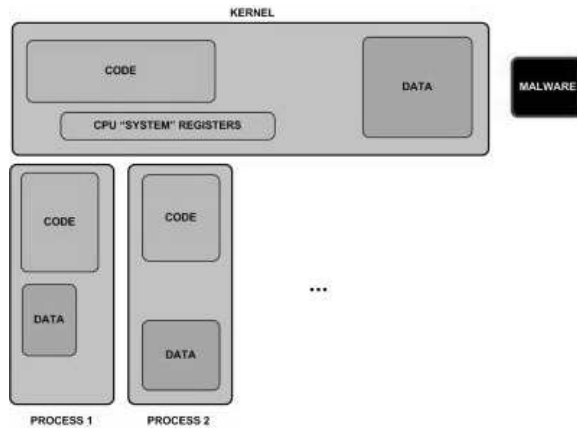 KERNEL
CODE
DATA
MALWARE
CPU "SYSTEM" REGISTERS
CODE
CODE
...
DATA
DATA
PROCESS 1
PROCESS 2